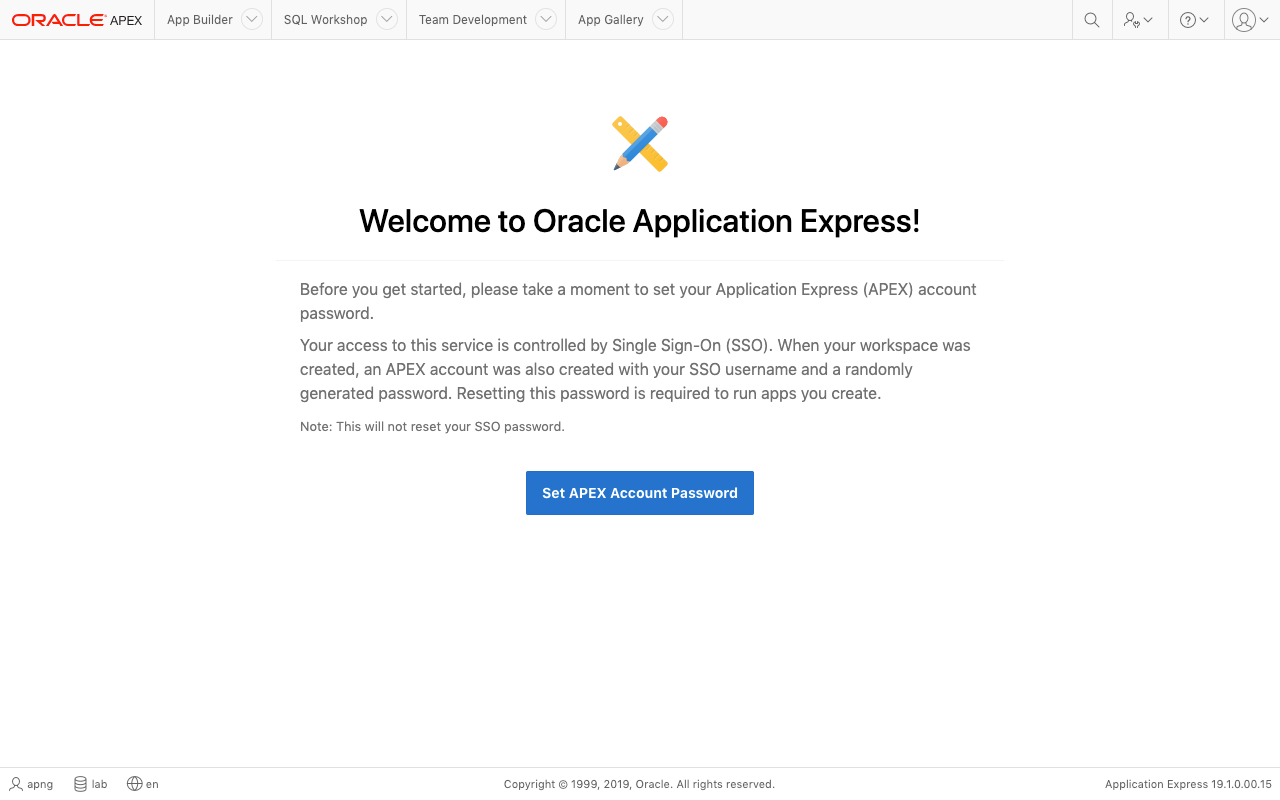 ORACLE APEX App Builder SQL Workshop Team Development App Gallery
Welcome to Oracle Application Express!
Before you get started, please take a moment to set your Application Express (APEX) account
password.
Your access to this service is controlled by Single Sign-On (SSO). When your workspace was
created, an APEX account was also created with your SSO username and a randomly
generated password. Resetting this password is required to run apps you create.
Note: This will not reset your SSO password.
Set APEX Account Password
apng lab en Copyright © 1999, 2019, Oracle. All rights reserved. Application Express 19.1.0.00.15